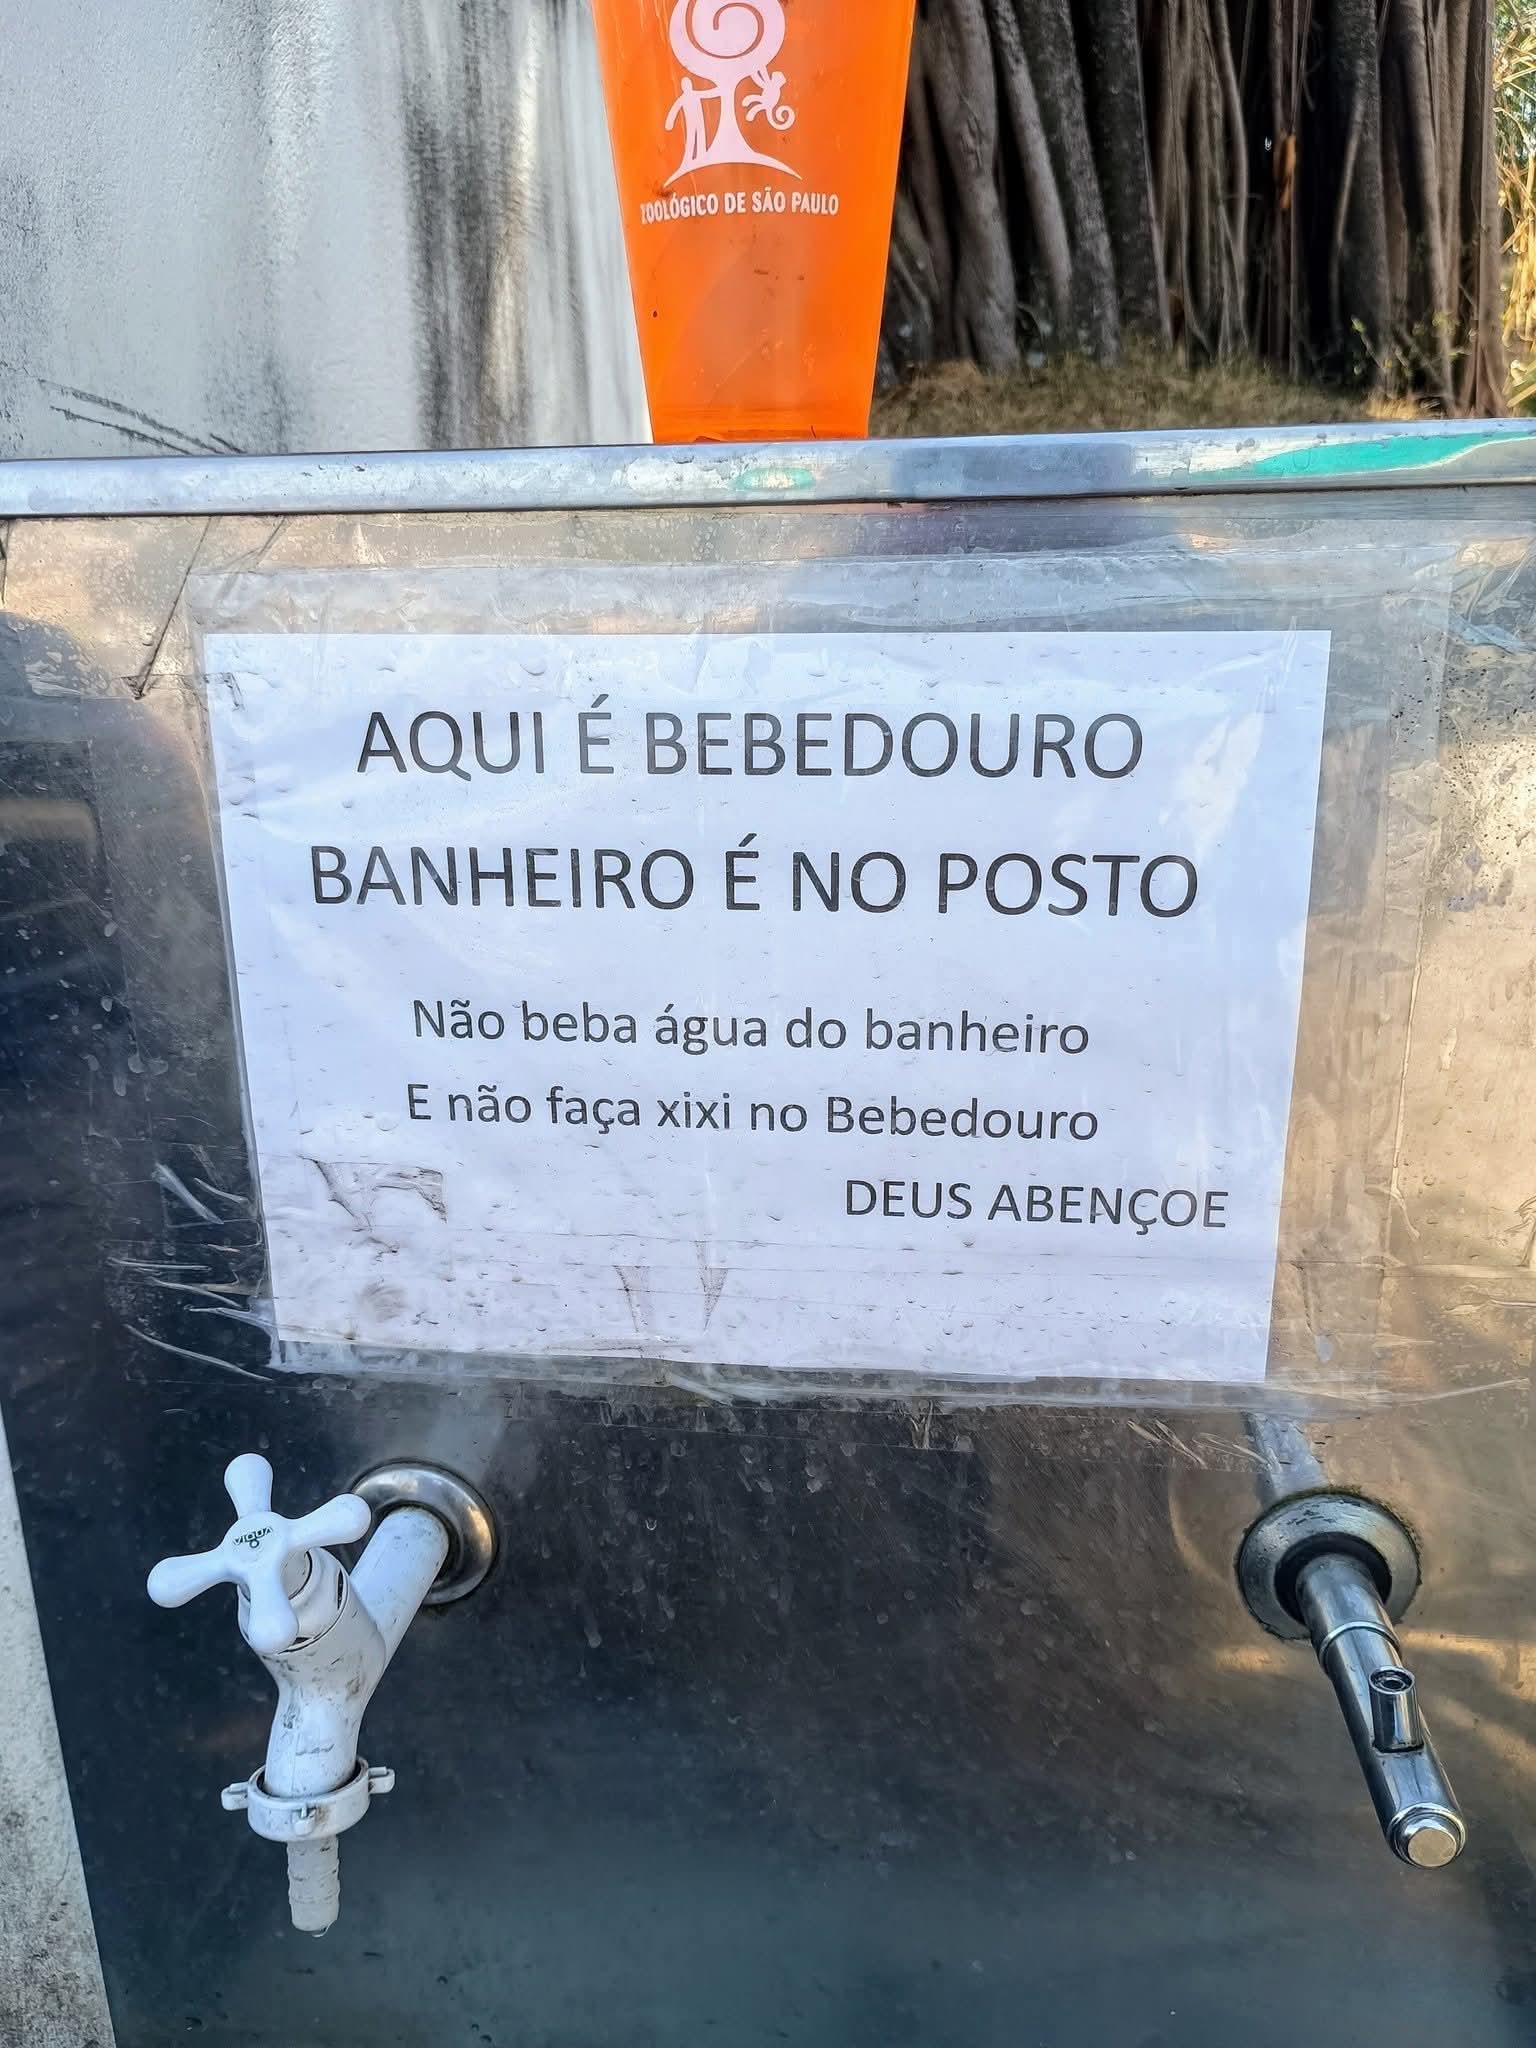 ZOOLÓGICO DE SÃO PAULO
AQUI É BEBEDOURO
BANHEIRO É NO POSTO
Não beba água do banheiro
E não faça xixi no Bebedouro
DEUS ABENÇOE
VIQUA